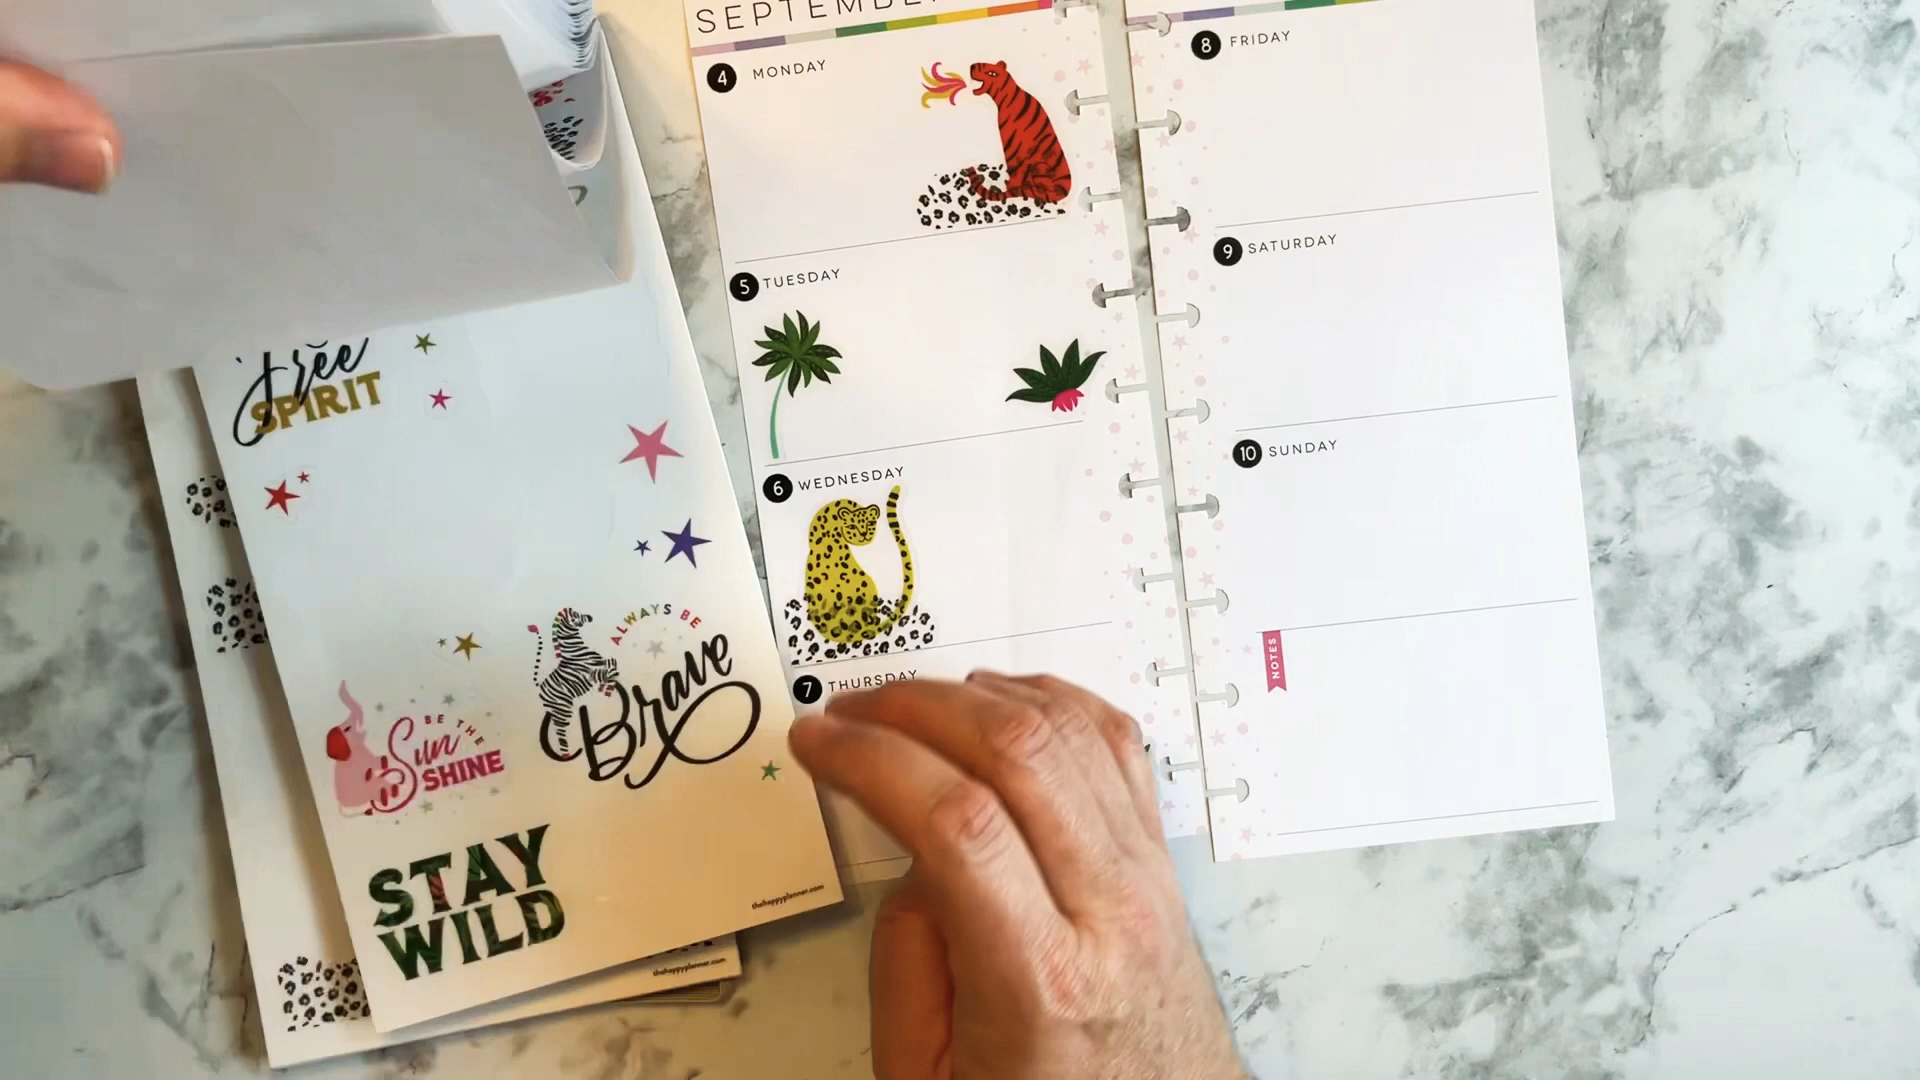 SEPTEMBE
4 MONDAY
5 TUESDAY
6 WEDNESDAY
7 THURSDAY
8 FRIDAY
9 SATURDAY
10 SUNDAY
NOTES
free
SPIRIT
ALWAYS BE
Brave
BE THE
Sun
SHINE
STAY
WILD
thehappyplanner.com
thehappyplanner.com